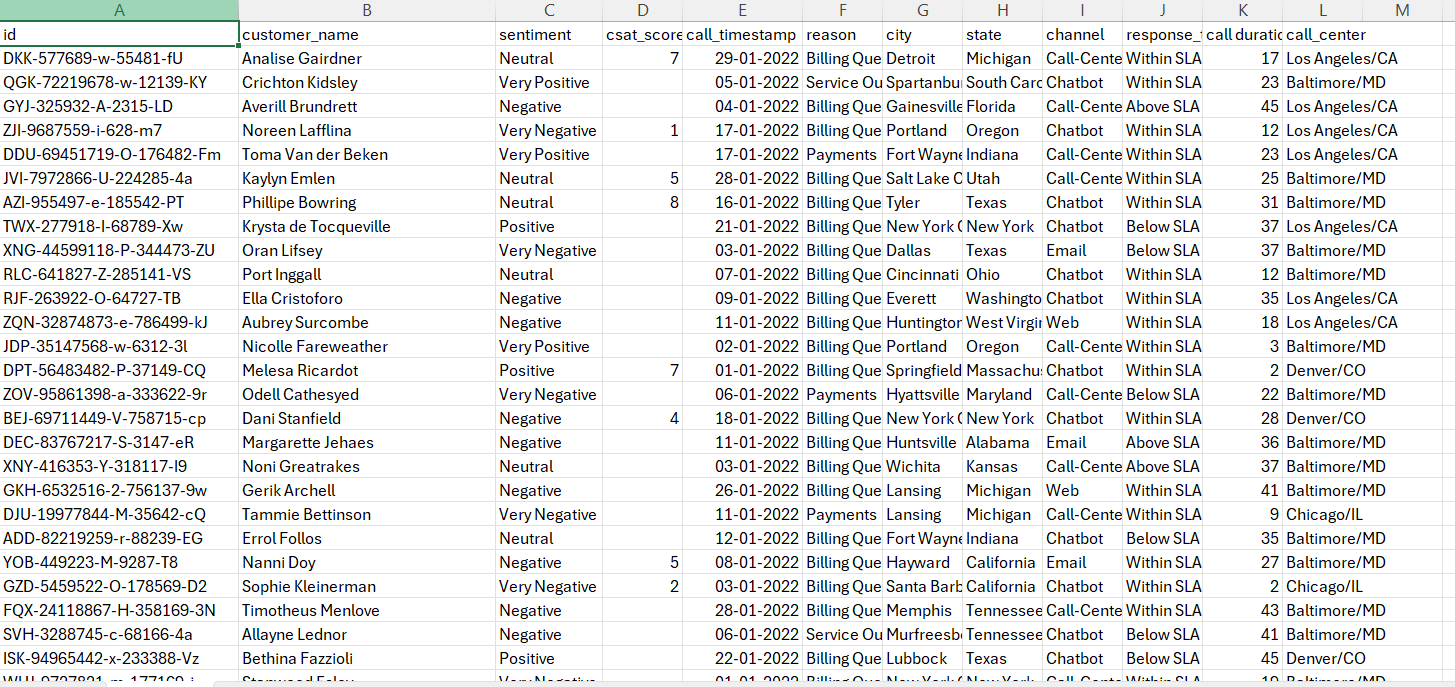 A B C D E F G H I J K L M
id customer_name sentiment csat_score call_timestamp reason city state channel response_ call duratic call_center
DKK-577689-w-55481-fU Analise Gairdner Neutral 7 29-01-2022 Billing Que Detroit Michigan Call-Cente Within SLA 17 Los Angeles/CA
QGK-72219678-w-12139-KY Crichton Kidsley Very Positive 05-01-2022 Service Ou Spartanbu South Carc Chatbot Within SLA 23 Baltimore/MD
GYJ-325932-A-2315-LD Averill Brundrett Negative 04-01-2022 Billing Que Gainesville Florida Call-Cente Above SLA 45 Los Angeles/CA
ZJI-9687559-i-628-m7 Noreen Lafflina Very Negative 1 17-01-2022 Billing Que Portland Oregon Chatbot Within SLA 12 Los Angeles/CA
DDU-69451719-O-176482-Fm Toma Van der Beken Very Positive 17-01-2022 Payments Fort Wayne Indiana Call-Cente Within SLA 23 Los Angeles/CA
JVI-7972866-U-224285-4a Kaylyn Emlen Neutral 5 28-01-2022 Billing Que Salt Lake C Utah Call-Cente Within SLA 25 Baltimore/MD
AZI-955497-e-185542-PT Phillipe Bowring Neutral 8 16-01-2022 Billing Que Tyler Texas Chatbot Within SLA 31 Baltimore/MD
TWX-277918-I-68789-Xw Krysta de Tocqueville Positive 21-01-2022 Billing Que New York C New York Chatbot Below SLA 37 Los Angeles/CA
XNG-44599118-P-344473-ZU Oran Lifsey Very Negative 03-01-2022 Billing Que Dallas Texas Email Below SLA 37 Baltimore/MD
RLC-641827-Z-285141-VS Port Inggall Neutral 07-01-2022 Billing Que Cincinnati Ohio Chatbot Within SLA 12 Baltimore/MD
RJF-263922-O-64727-TB Ella Cristoforo Negative 09-01-2022 Billing Que Everett Washingto Chatbot Within SLA 35 Los Angeles/CA
ZQN-32874873-e-786499-kJ Aubrey Surcombe Negative 11-01-2022 Billing Que Huntington West Virgi Web Within SLA 18 Los Angeles/CA
JDP-35147568-w-6312-3l Nicolle Fareweather Very Positive 02-01-2022 Billing Que Portland Oregon Call-Cente Within SLA 3 Baltimore/MD
DPT-56483482-P-37149-CQ Melesa Ricardot Positive 7 01-01-2022 Billing Que Springfield Massachu Chatbot Within SLA 2 Denver/CO
ZOV-95861398-a-333622-9r Odell Cathesyed Very Negative 06-01-2022 Payments Hyattsville Maryland Call-Cente Below SLA 22 Baltimore/MD
BEJ-69711449-V-758715-cp Dani Stanfield Negative 4 18-01-2022 Billing Que New York C New York Chatbot Within SLA 28 Denver/CO
DEC-83767217-S-3147-eR Margarette Jehaes Negative 11-01-2022 Billing Que Huntsville Alabama Email Above SLA 36 Baltimore/MD
XNY-416353-Y-318117-I9 Noni Greatrakes Neutral 03-01-2022 Billing Que Wichita Kansas Call-Cente Above SLA 37 Baltimore/MD
GKH-6532516-2-756137-9w Gerik Archell Negative 26-01-2022 Billing Que Lansing Michigan Web Within SLA 41 Baltimore/MD
DJU-19977844-M-35642-cQ Tammie Bettinson Very Negative 11-01-2022 Payments Lansing Michigan Call-Cente Within SLA 9 Chicago/IL
ADD-82219259-r-88239-EG Errol Follos Neutral 12-01-2022 Billing Que Fort Wayne Indiana Chatbot Below SLA 35 Baltimore/MD
YOB-449223-M-9287-T8 Nanni Doy Negative 5 08-01-2022 Billing Que Hayward California Email Within SLA 27 Baltimore/MD
GZD-5459522-O-178569-D2 Sophie Kleinerman Very Negative 2 03-01-2022 Billing Que Santa Barb California Chatbot Within SLA 2 Chicago/IL
FQX-24118867-H-358169-3N Timotheus Menlove Negative 28-01-2022 Billing Que Memphis Tennessee Call-Cente Within SLA 43 Baltimore/MD
SVH-3288745-c-68166-4a Allayne Lednor Negative 06-01-2022 Service Ou Murfreesb Tennessee Chatbot Below SLA 41 Baltimore/MD
ISK-94965442-x-233388-Vz Bethina Fazzioli Positive 22-01-2022 Billing Que Lubbock Texas Chatbot Below SLA 45 Denver/CO